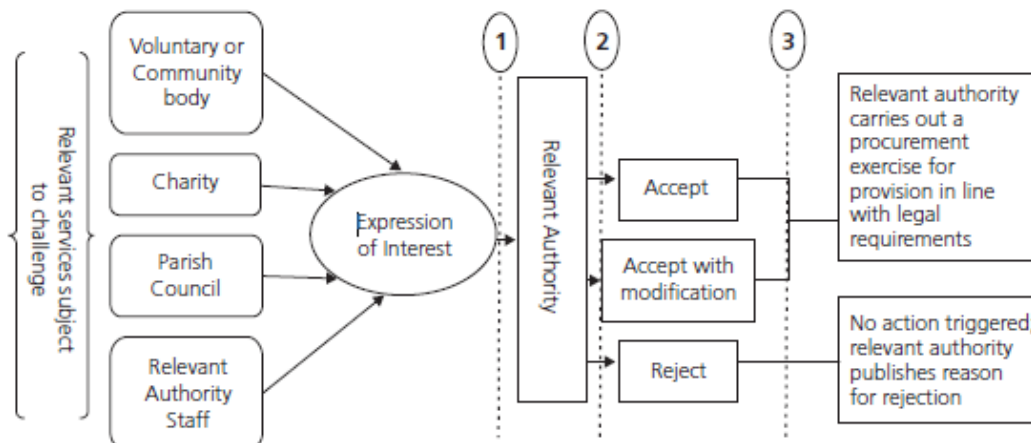 Relevant services subject
to challenge
Voluntary or
Community
body
Charity
Parish
Council
Relevant
Authority
Staff
Expression
of Interest
1
Relevant Authority
2
Accept
Accept with
modification
Reject
3
Relevant authority
carries out a
procurement
exercise for
provision in line
with legal
requirements
No action triggered,
relevant authority
publishes reason
for rejection